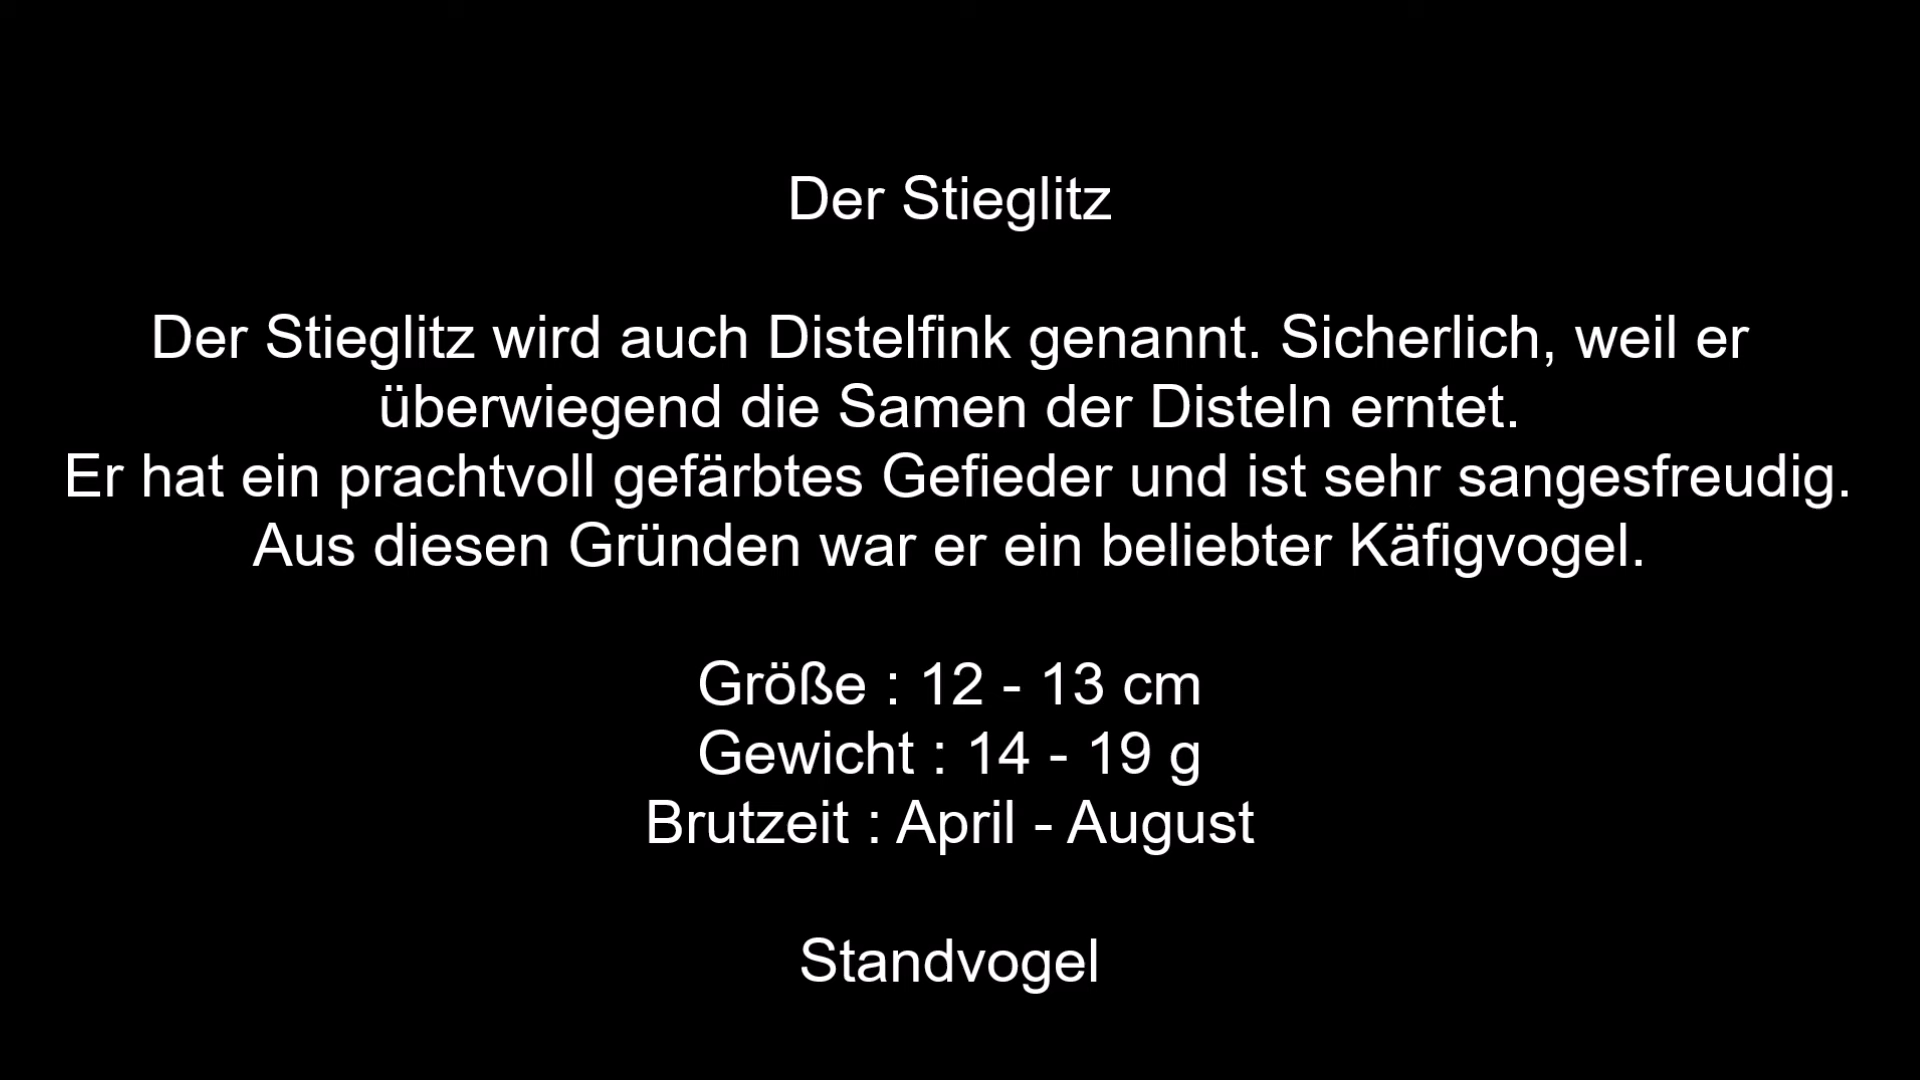 Der Stieglitz
Der Stieglitz wird auch Distelfink genannt. Sicherlich, weil er
überwiegend die Samen der Disteln erntet.
Er hat ein prachtvoll gefärbtes Gefieder und ist sehr sangesfreudig.
Aus diesen Gründen war er ein beliebter Käfigvogel.
Größe : 12 - 13 cm
Gewicht : 14 - 19 g
Brutzeit : April - August
Standvogel